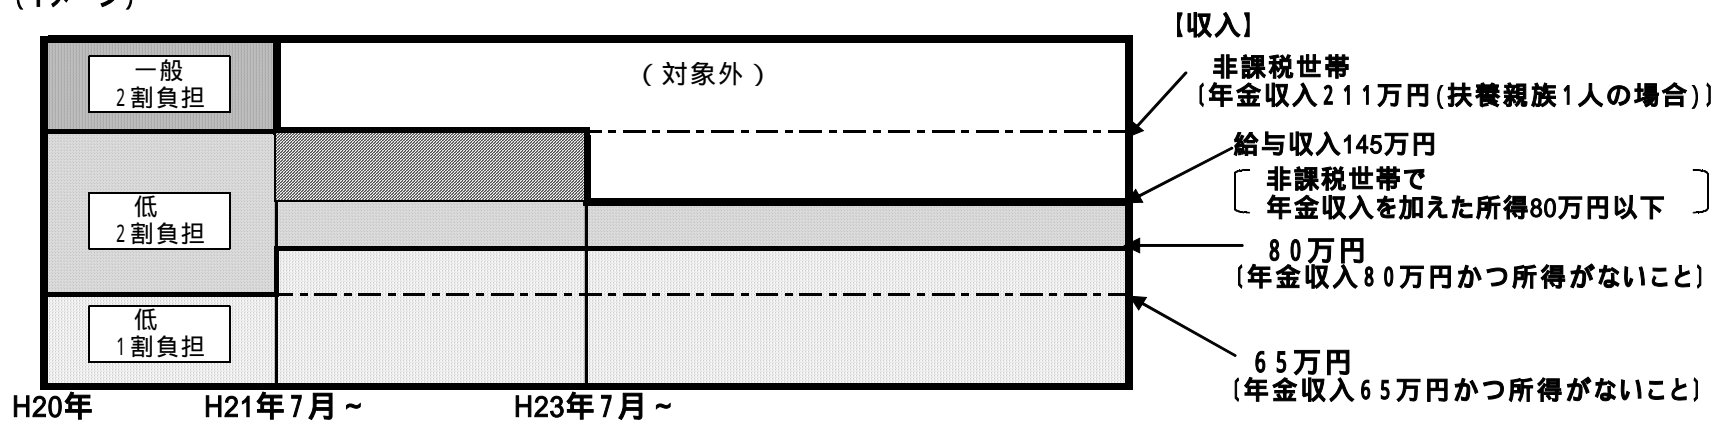 (イメージ)
【収入】
一般
2割負担
(対象外)
非課税世帯
〔年金収入211万円(扶養親族1人の場合)〕
給与収入145万円
非課税世帯で
年金収入を加えた所得80万円以下
低
2割負担
80万円
〔年金収入80万円かつ所得がないこと〕
低
1割負担
65万円
〔年金収入65万円かつ所得がないこと〕
H20年
H21年7月~
H23年7月~